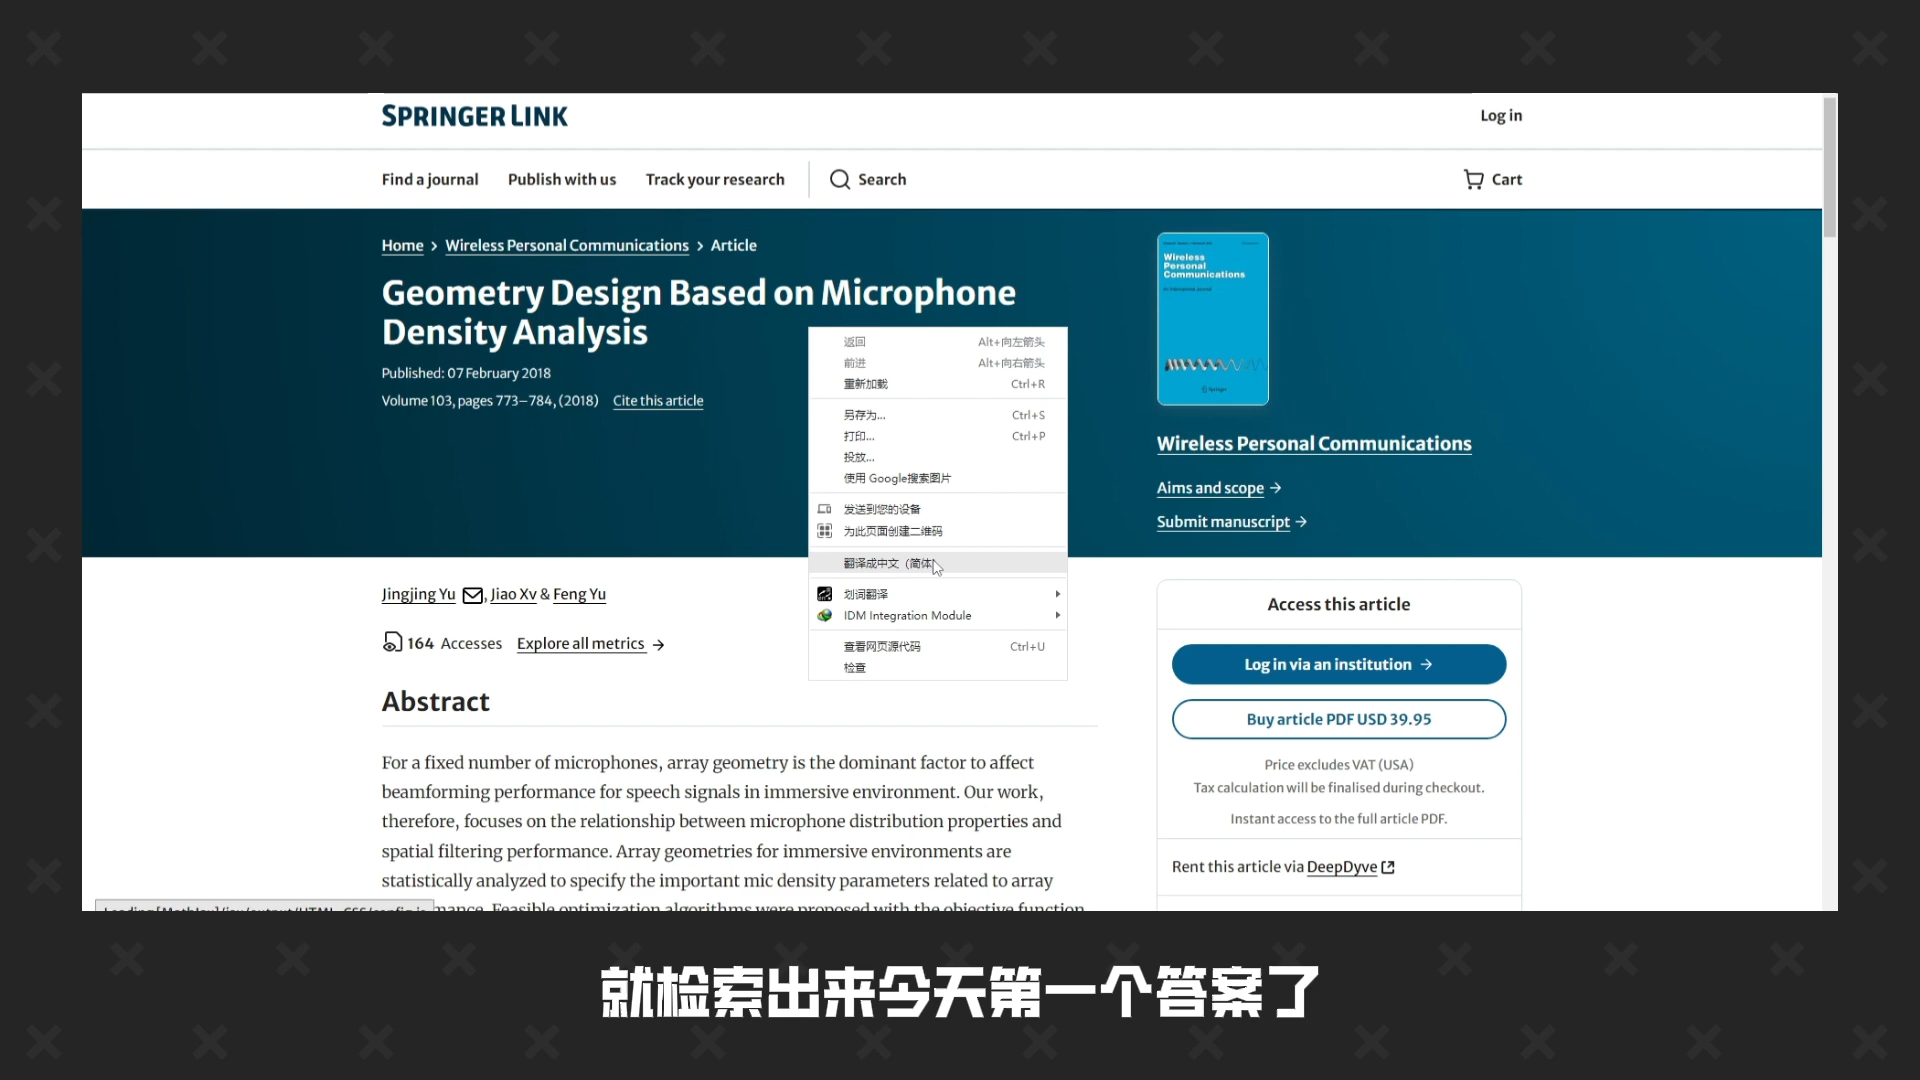 SPRINGER LINK
Log in
Find a journal
Publish with us
Track your research
Search
Cart
Home > Wireless Personal Communications > Article
Geometry Design Based on Microphone
Density Analysis
Published: 07 February 2018
Volume 103, pages 773–784, (2018) Cite this article
Wireless
Personal
Communications
Springer
Wireless Personal Communications
Aims and scope →
Submit manuscript →
返回 Alt+向左箭头
前进 Alt+向右箭头
重新加载 Ctrl+R
另存为... Ctrl+S
打印... Ctrl+P
投放...
使用 Google搜索图片
发送到您的设备
为此页面创建二维码
翻译成中文（简体）
划词翻译
IDM Integration Module
查看网页源代码 Ctrl+U
检查
Jingjing Yu, Jiao Xv & Feng Yu
164 Accesses
Explore all metrics →
Abstract
For a fixed number of microphones, array geometry is the dominant factor to affect
beamforming performance for speech signals in immersive environment. Our work,
therefore, focuses on the relationship between microphone distribution properties and
spatial filtering performance. Array geometries for immersive environments are
statistically analyzed to specify the important mic density parameters related to array
mance. Feasible optimization algorithms were proposed with the objective function
Access this article
Log in via an institution →
Buy article PDF USD 39.95
Price excludes VAT (USA)
Tax calculation will be finalised during checkout.
Instant access to the full article PDF.
Rent this article via DeepDyve
就检索出来今天第一个答案了